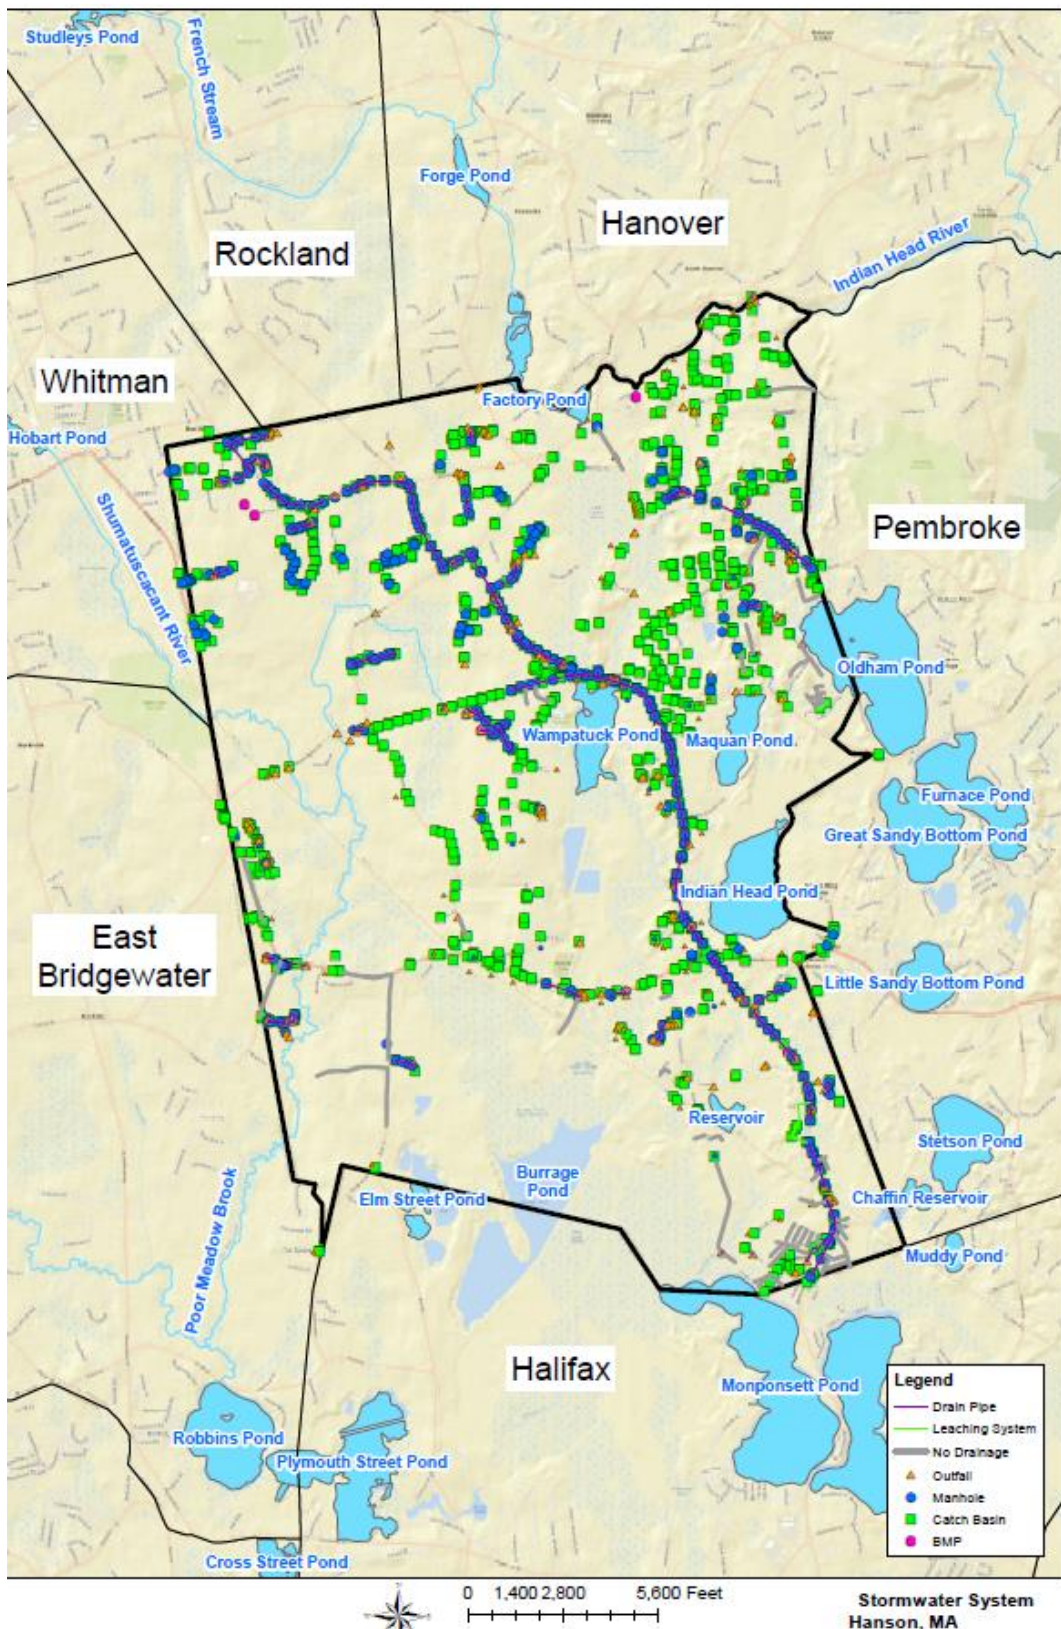 Studleys Pond
French Stream
Forge Pond
Hanover
Rockland
Indian Head River
Whitman
Factory Pond
Hobart Pond
Shumatuscacant River
Pembroke
Oldham Pond
Wampatuck Pond
Maquan Pond
Furnace Pond
Great Sandy Bottom Pond
Indian Head Pond
East
Bridgewater
Little Sandy Bottom Pond
Reservoir
Stetson Pond
Burrage
Pond
Elm Street Pond
Chaffin Reservoir
Muddy Pond
Poor Meadow Brook
Halifax
Monponsett Pond
Robbins Pond
Plymouth Street Pond
Cross Street Pond
Legend
Drain Pipe
Leaching System
No Drainage
Outfall
Manhole
Catch Basin
BMP
0 1,400 2,800 5,600 Feet
Stormwater System
Hanson, MA